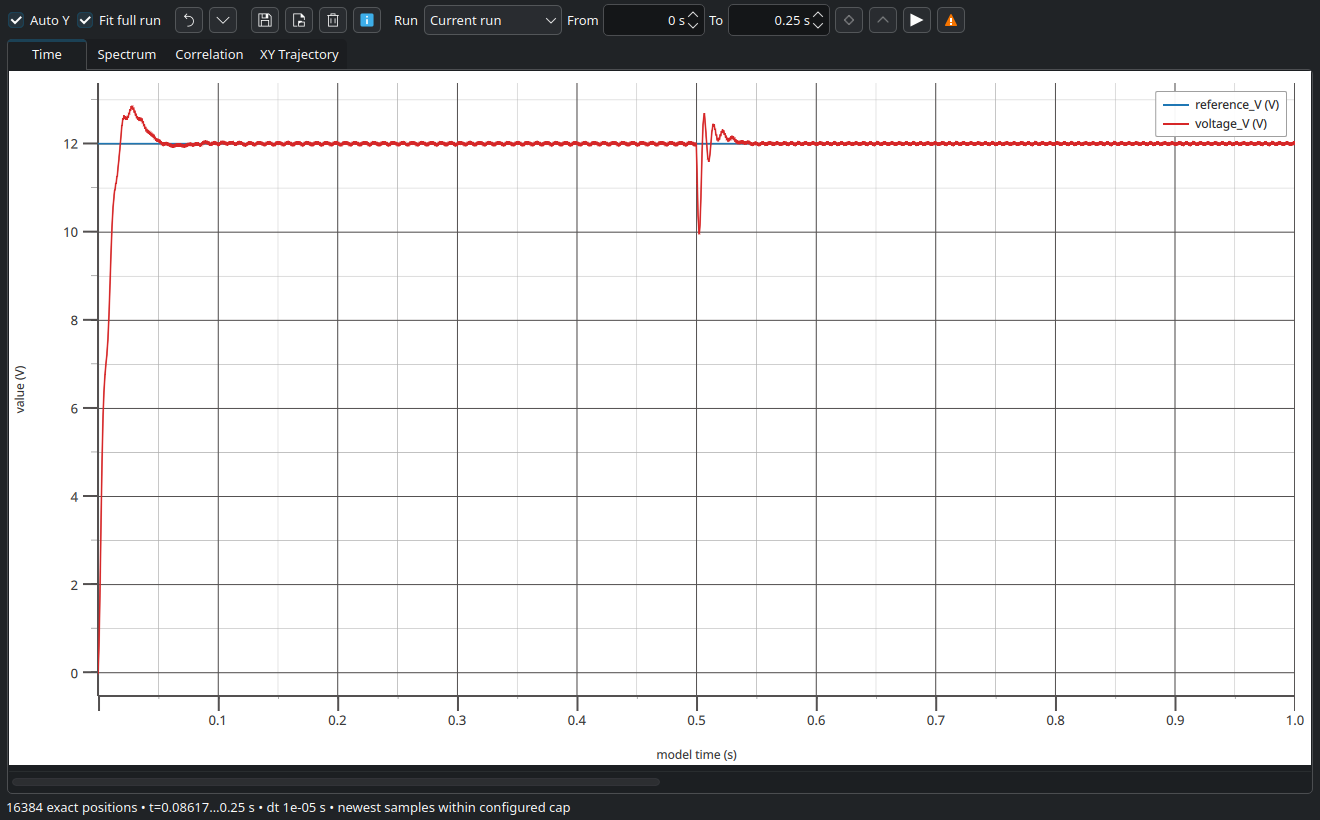 Auto Y Fit full run Run Current run From 0 s To 0.25 s
Time Spectrum Correlation XY Trajectory
reference_V (V)
voltage_V (V)
12
10
8
6
4
2
0
value (V)
0.1 0.2 0.3 0.4 0.5 0.6 0.7 0.8 0.9 1.0
model time (s)
16384 exact positions • t=0.08617...0.25 s • dt 1e-05 s • newest samples within configured cap